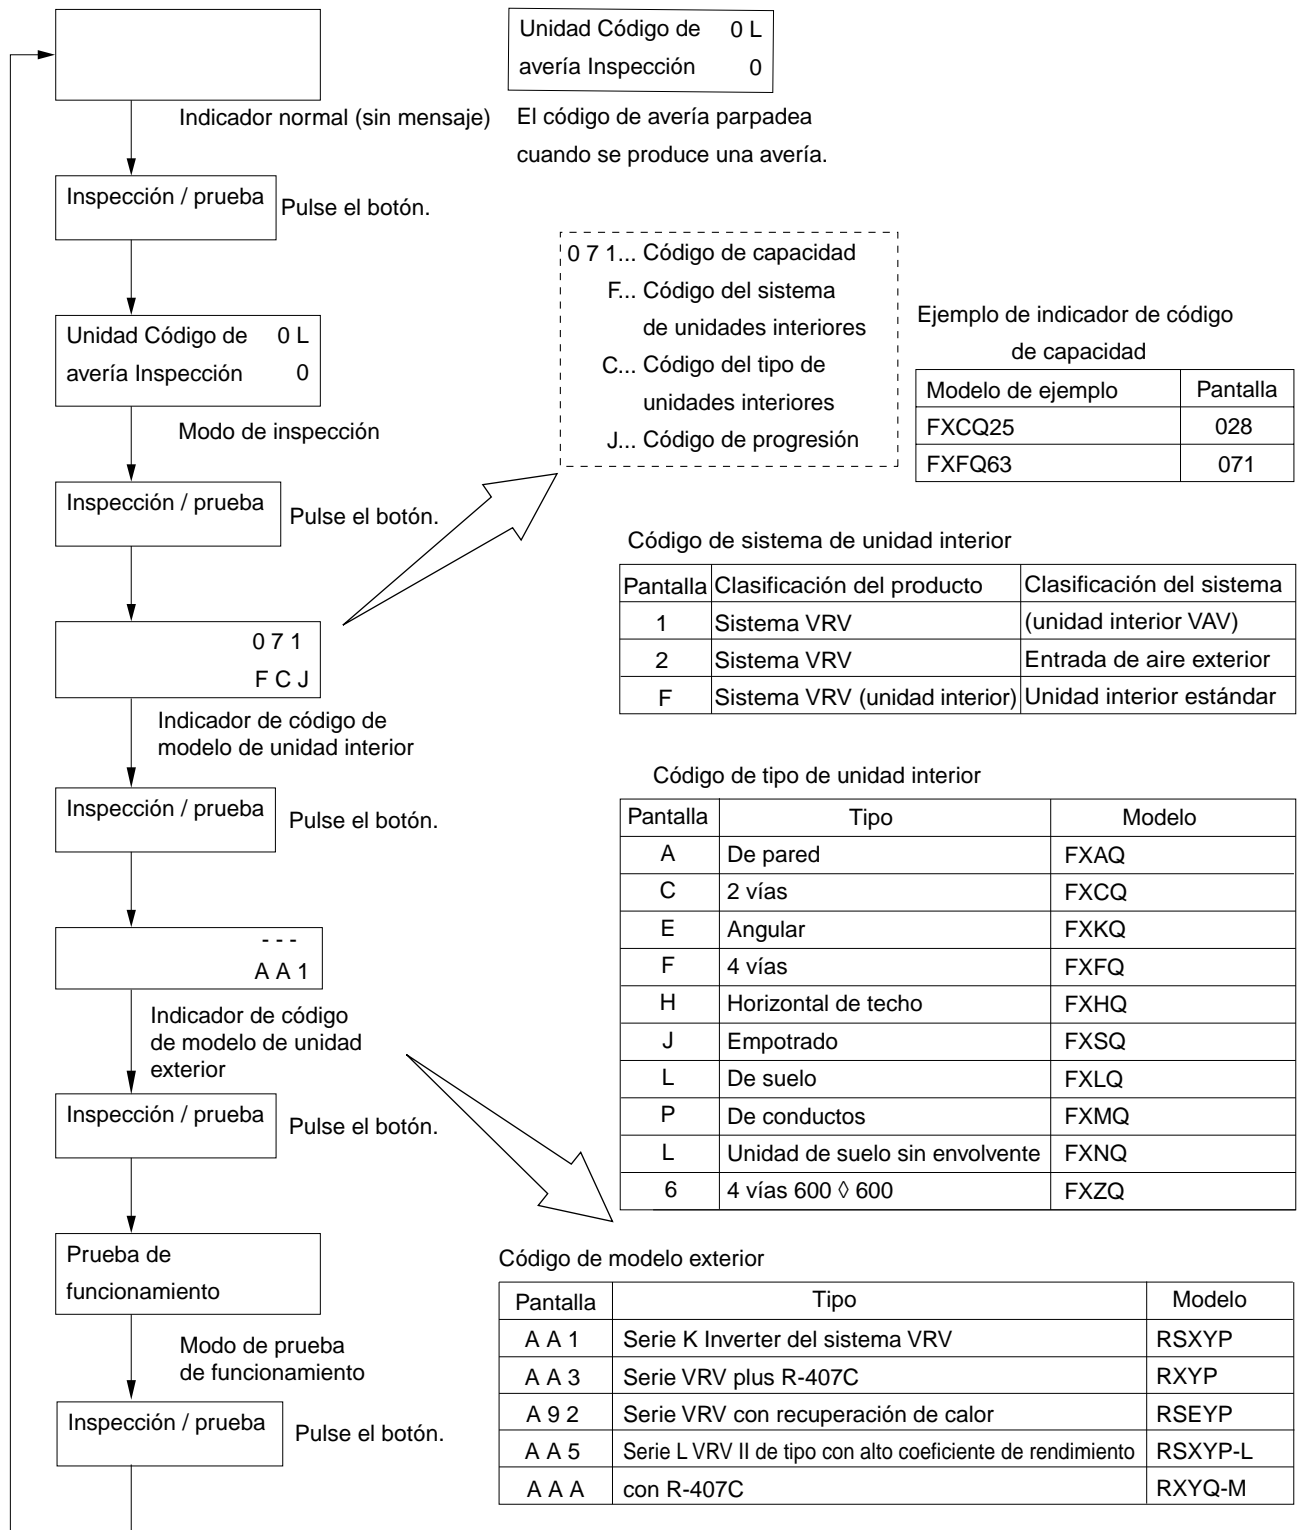 Unidad Código de 0 L
avería Inspección 0
Indicador normal (sin mensaje)
El código de avería parpadea
cuando se produce una avería.
Inspección / prueba
Pulse el botón.
0 7 1... Código de capacidad
F... Código del sistema
de unidades interiores
C... Código del tipo de
unidades interiores
J... Código de progresión
Unidad Código de 0 L
avería Inspección 0
Modo de inspección
Ejemplo de indicador de código
de capacidad
Modelo de ejemplo Pantalla
FXCQ25 028
FXFQ63 071
Inspección / prueba
Pulse el botón.
Código de sistema de unidad interior
Pantalla Clasificación del producto Clasificación del sistema
1 Sistema VRV (unidad interior VAV)
2 Sistema VRV Entrada de aire exterior
F Sistema VRV (unidad interior) Unidad interior estándar
0 7 1
F C J
Indicador de código de
modelo de unidad interior
Inspección / prueba
Pulse el botón.
Código de tipo de unidad interior
Pantalla Tipo Modelo
A De pared FXAQ
C 2 vías FXCQ
E Angular FXKQ
F 4 vías FXFQ
H Horizontal de techo FXHQ
J Empotrado FXSQ
L De suelo FXLQ
P De conductos FXMQ
L Unidad de suelo sin envolvente FXNQ
6 4 vías 600 ◊ 600 FXZQ
- - -
A A 1
Indicador de código
de modelo de unidad
exterior
Inspección / prueba
Pulse el botón.
Prueba de
funcionamiento
Modo de prueba
de funcionamiento
Inspección / prueba
Pulse el botón.
Código de modelo exterior
Pantalla Tipo Modelo
A A 1 Serie K Inverter del sistema VRV RSXYP
A A 3 Serie VRV plus R-407C RXYP
A 9 2 Serie VRV con recuperación de calor RSEYP
A A 5 Serie L VRV II de tipo con alto coeficiente de rendimiento RSXYP-L
A A A con R-407C RXYQ-M